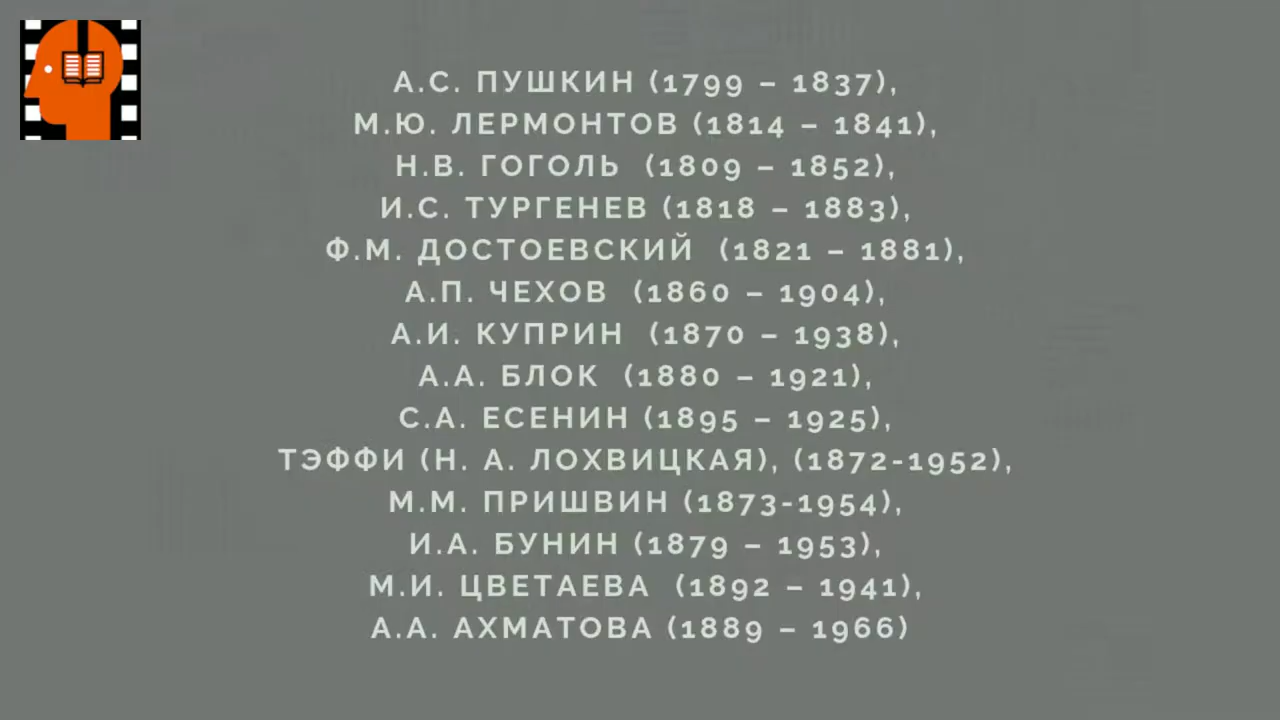 А.С. ПУШКИН (1799 – 1837),
М.Ю. ЛЕРМОНТОВ (1814 – 1841),
Н.В. ГОГОЛЬ (1809 – 1852),
И.С. ТУРГЕНЕВ (1818 – 1883),
Ф.М. ДОСТОЕВСКИЙ (1821 – 1881),
А.П. ЧЕХОВ (1860 – 1904),
А.И. КУПРИН (1870 – 1938),
А.А. БЛОК (1880 – 1921),
С.А. ЕСЕНИН (1895 – 1925),
ТЭФФИ (Н. А. ЛОХВИЦКАЯ), (1872-1952),
М.М. ПРИШВИН (1873-1954),
И.А. БУНИН (1879 – 1953),
М.И. ЦВЕТАЕВА (1892 – 1941),
А.А. АХМАТОВА (1889 – 1966)